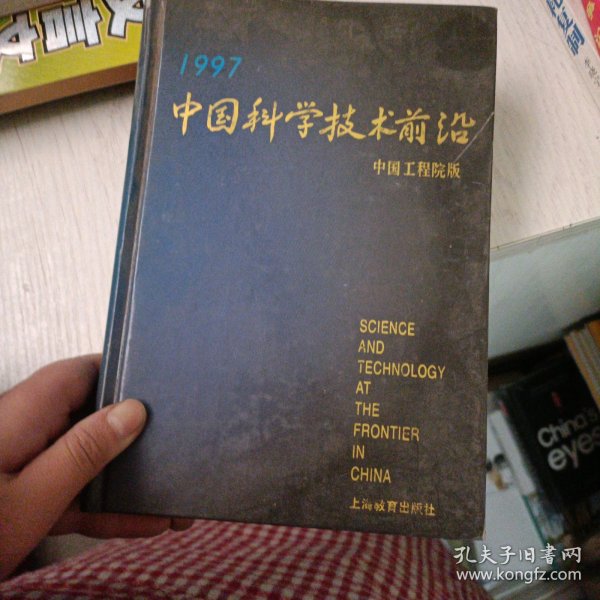 1997
中国科学技术前沿
中国工程院版
SCIENCE
AND
TECHNOLOGY
AT
THE
FRONTIER
IN
CHINA
上海教育出版社
China's
eyes
孔夫子旧书网
www.kongfz.com